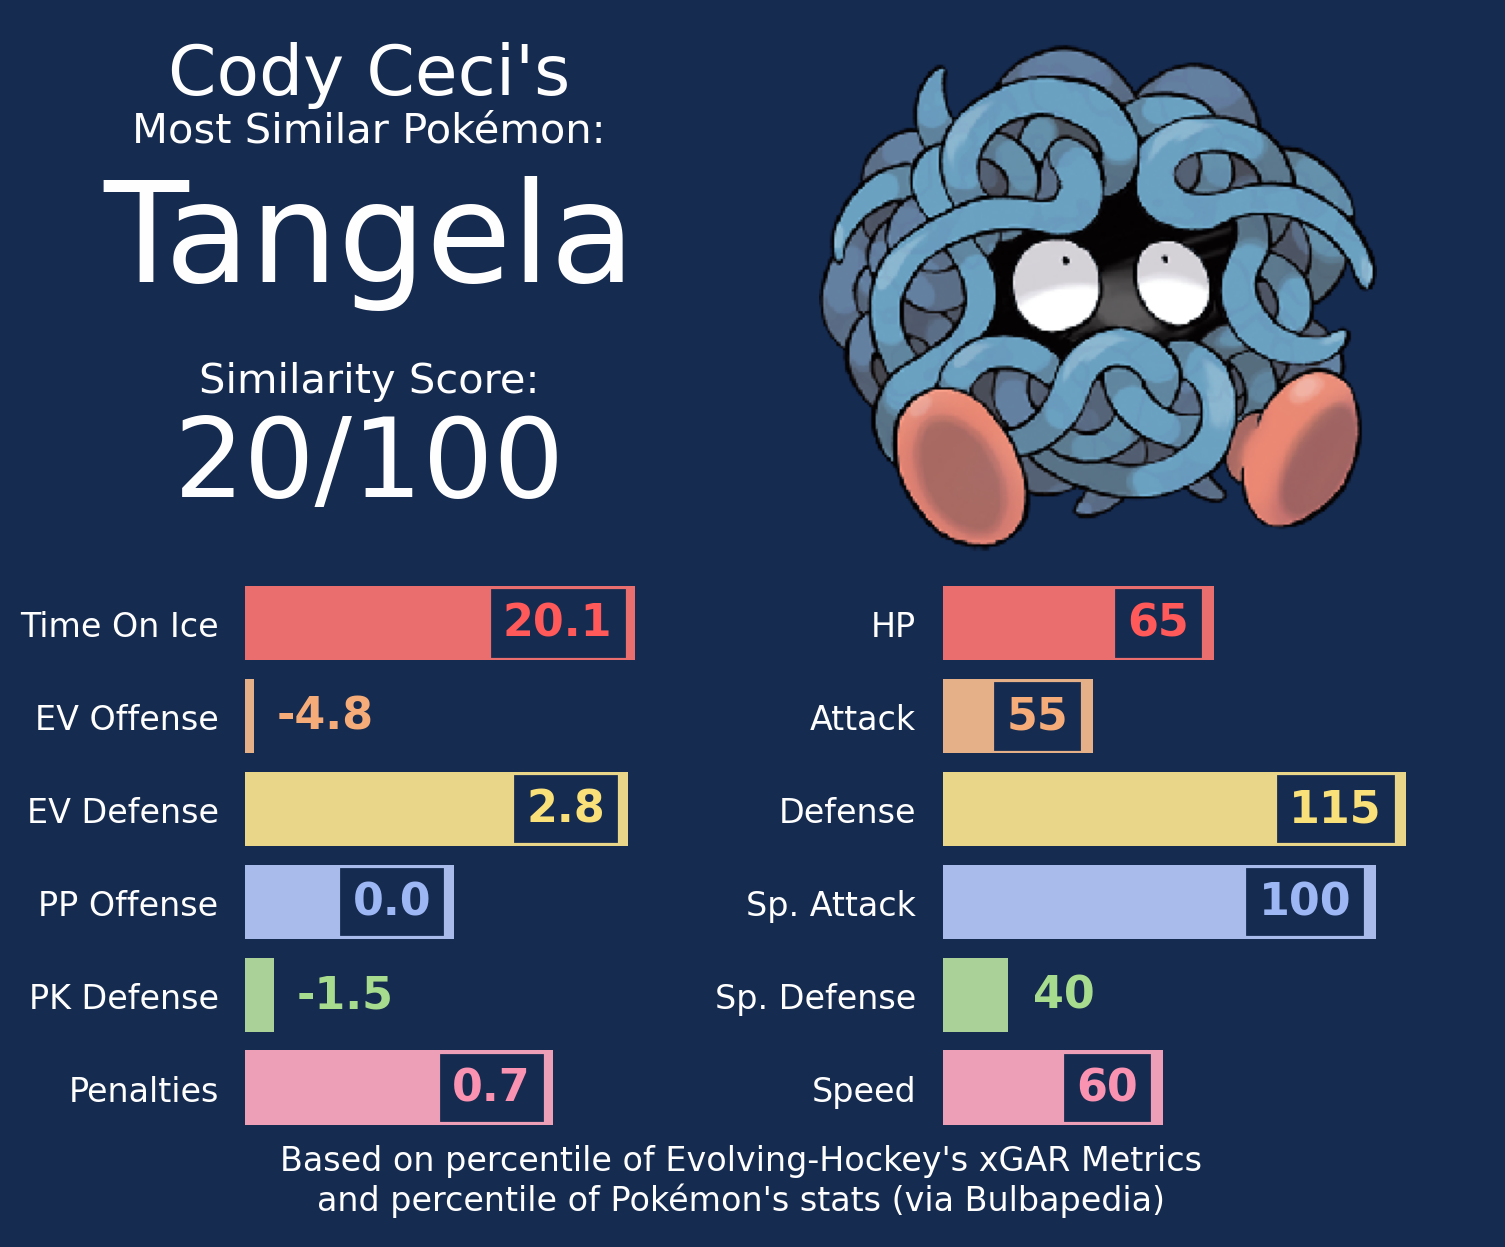 Cody Ceci's
Most Similar Pokémon:
Tangela
Similarity Score:
20/100
Time On Ice 20.1
EV Offense -4.8
EV Defense 2.8
PP Offense 0.0
PK Defense -1.5
Penalties 0.7
HP 65
Attack 55
Defense 115
Sp. Attack 100
Sp. Defense 40
Speed 60
Based on percentile of Evolving-Hockey's xGAR Metrics
and percentile of Pokémon's stats (via Bulbapedia)